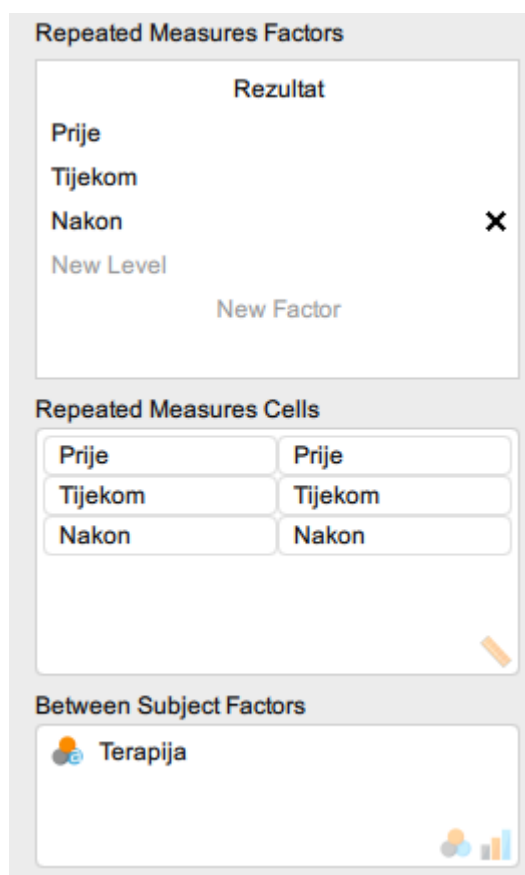 Repeated Measures Factors
Rezultat
Prije
Tijekom
Nakon
New Level
New Factor
Repeated Measures Cells
Prije Prije
Tijekom Tijekom
Nakon Nakon
Between Subject Factors
Terapija